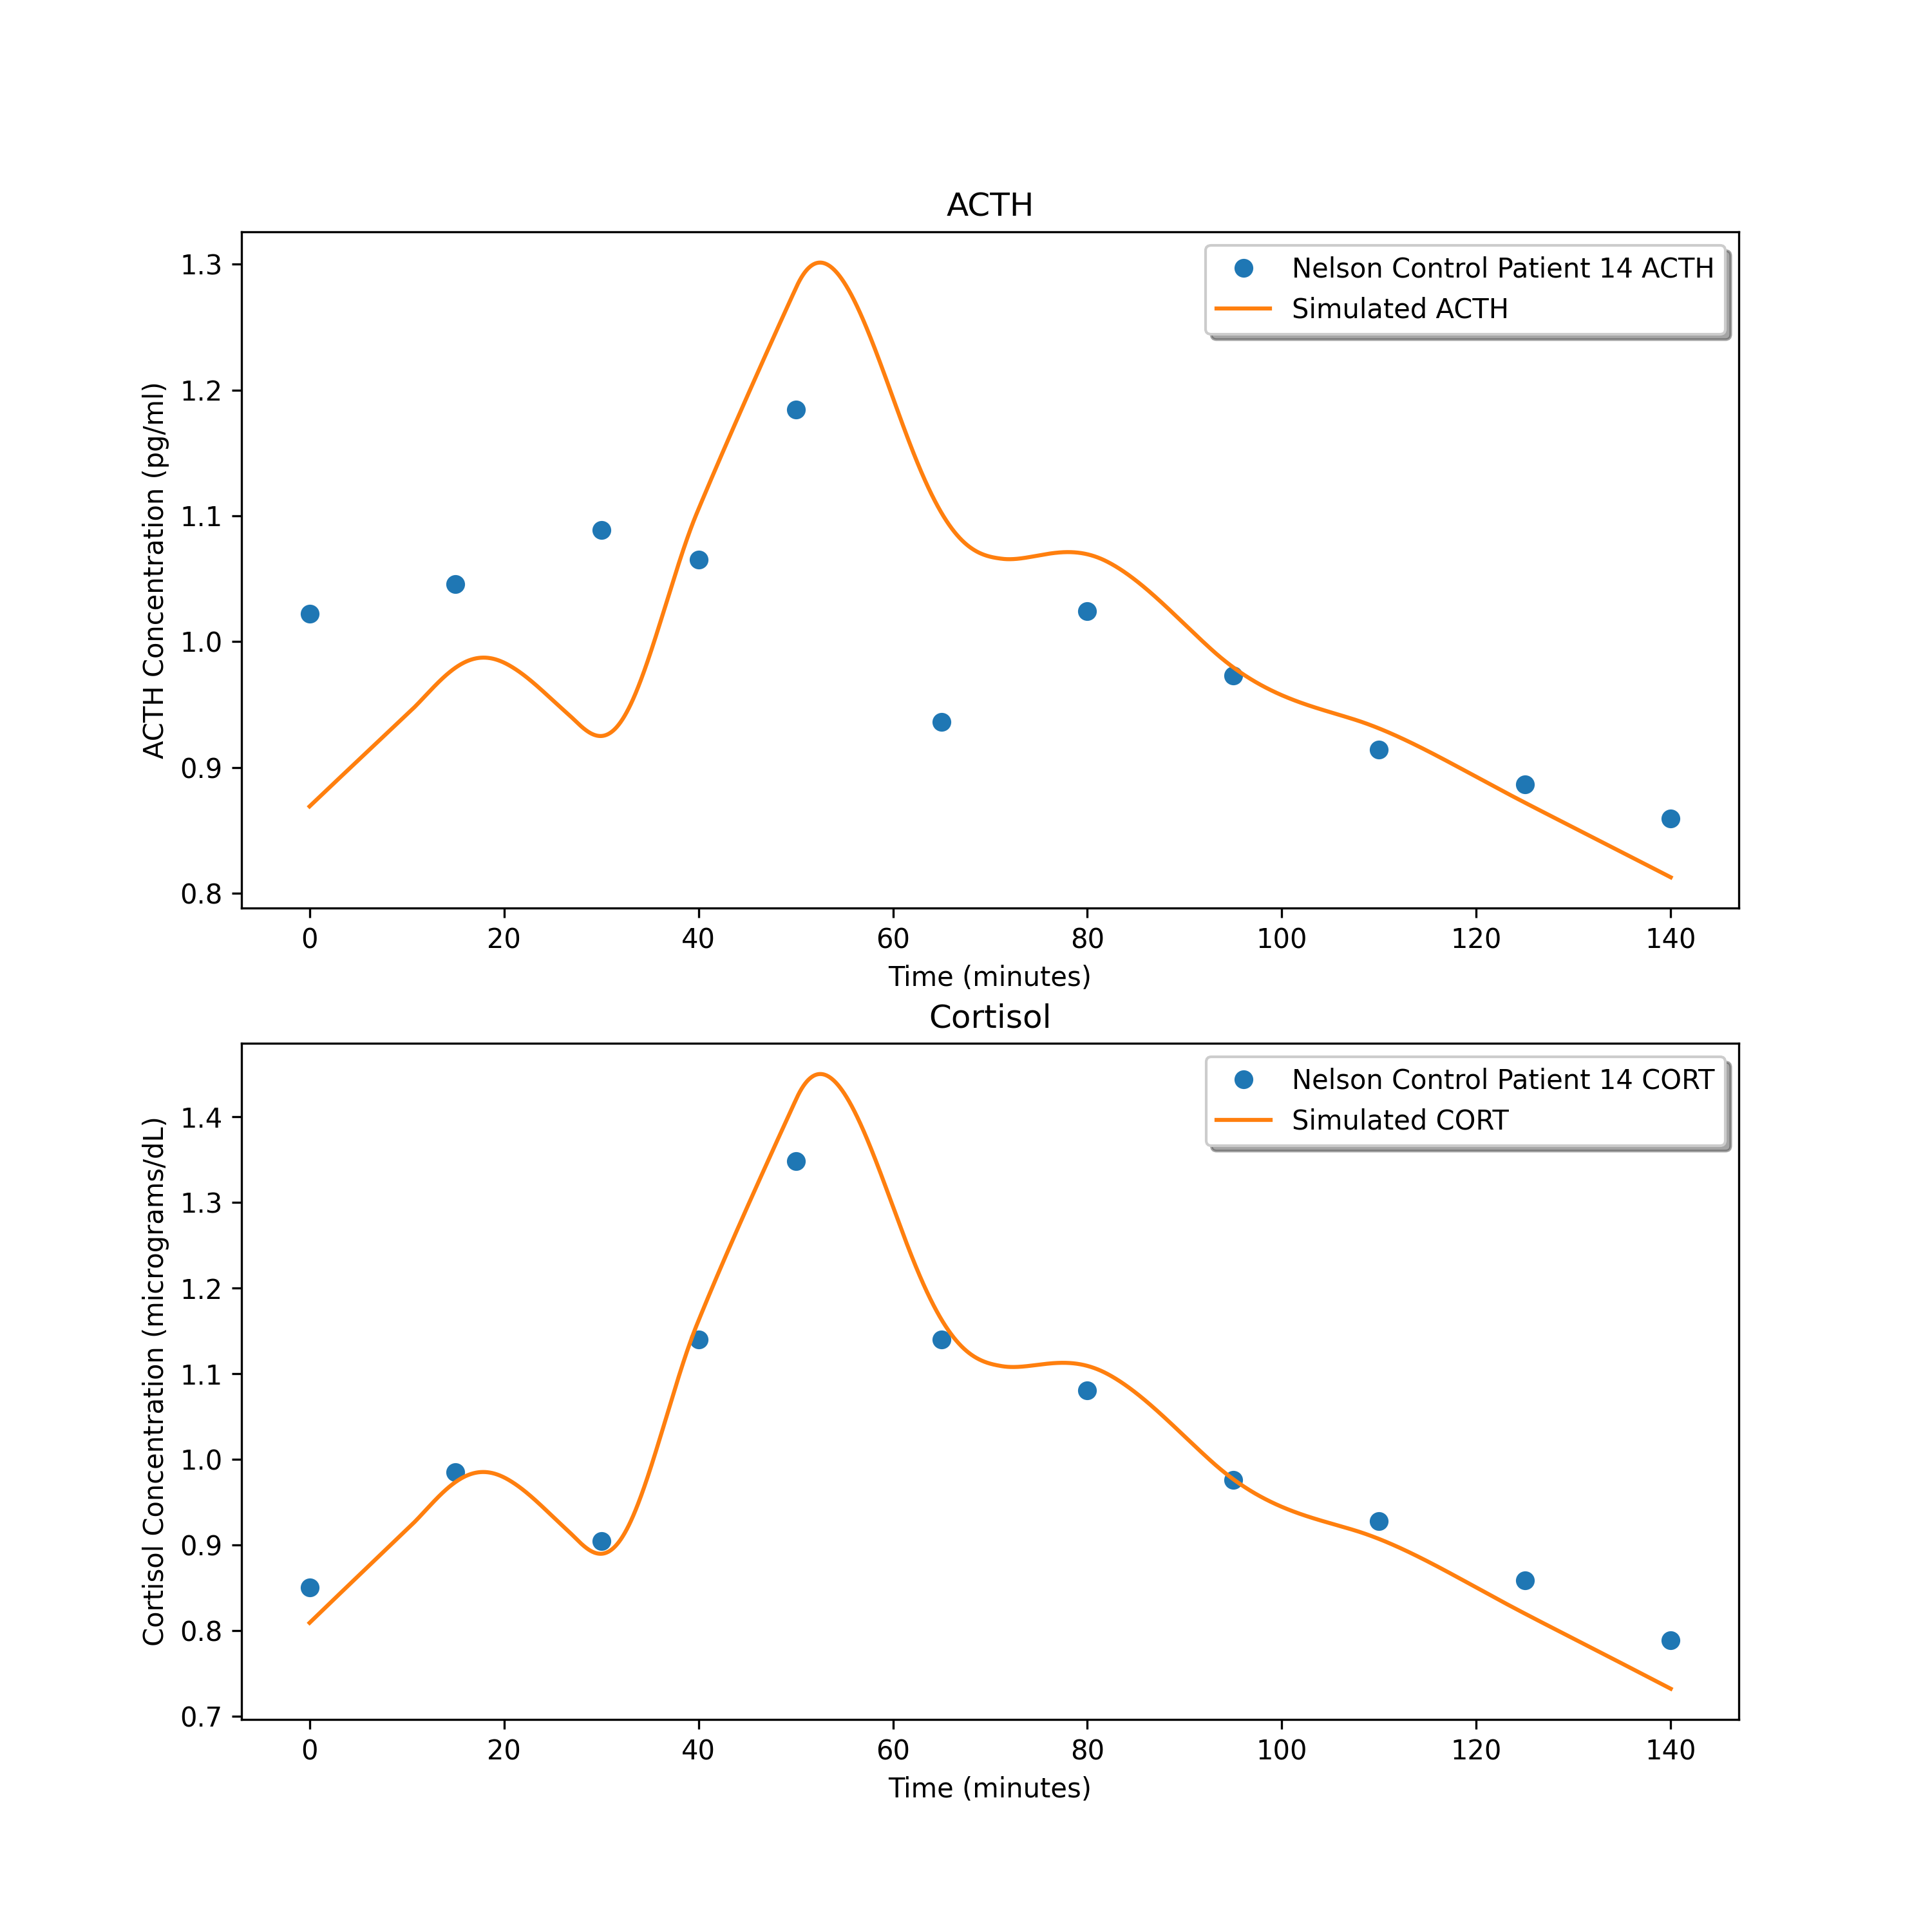 ACTH
Nelson Control Patient 14 ACTH
Simulated ACTH
ACTH Concentration (pg/ml)
1.3
1.2
1.1
1.0
0.9
0.8
0 20 40 60 80 100 120 140
Time (minutes)
Cortisol
Nelson Control Patient 14 CORT
Simulated CORT
Cortisol Concentration (micrograms/dL)
1.4
1.3
1.2
1.1
1.0
0.9
0.8
0.7
0 20 40 60 80 100 120 140
Time (minutes)